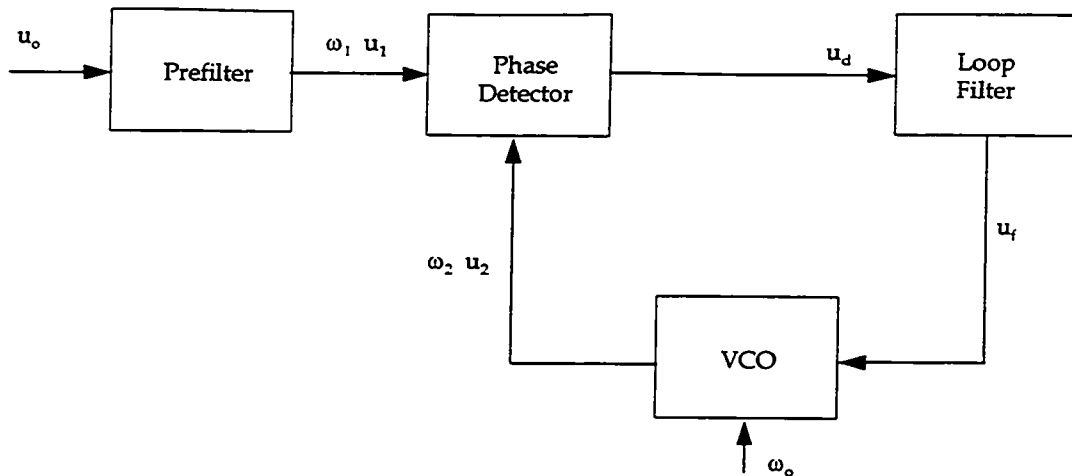 u₀
Prefilter
ω₁ u₁
Phase
Detector
u_d
Loop
Filter
u_f
ω₂ u₂
VCO
ω₀